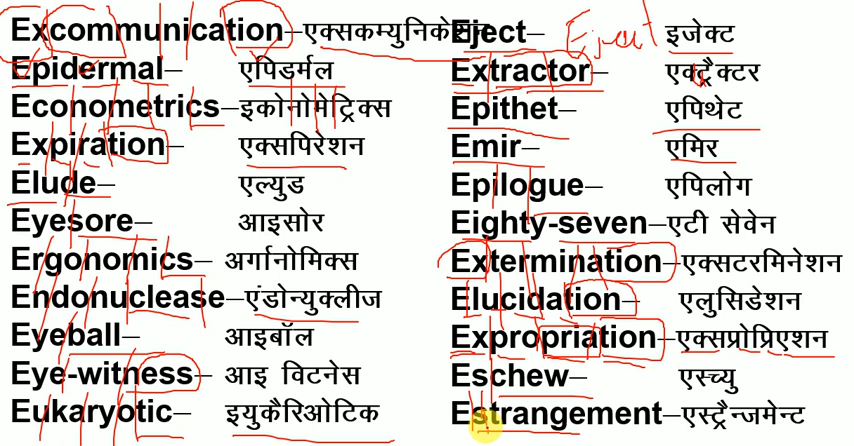 Excommunication–एक्सकम्युनिकेशन
Epidermal– एपिडर्मल
Econometrics–इकोनोमेट्रिक्स
Expiration– एक्सपिरेशन
Elude– एल्युड
Eyesore– आइसोर
Ergonomics– अर्गानोमिक्स
Endonuclease–एंडोन्युक्लीज
Eyeball– आइबॉल
Eye-witness– आइ विटनेस
Eukaryotic– इयुकैरिओटिक
Eject– Eject इजेक्ट
Extractor– एक्ट्रैक्टर
Epithet– एपिथेट
Emir– एमिर
Epilogue– एपिलोग
Eighty-seven–एटी सेवेन
Extermination–एक्सटरमिनेशन
Elucidation– एलुसिडेशन
Expropriation–एक्सप्रोप्रिएशन
Eschew– एस्च्यु
Estrangement–एस्ट्रैन्जमेन्ट